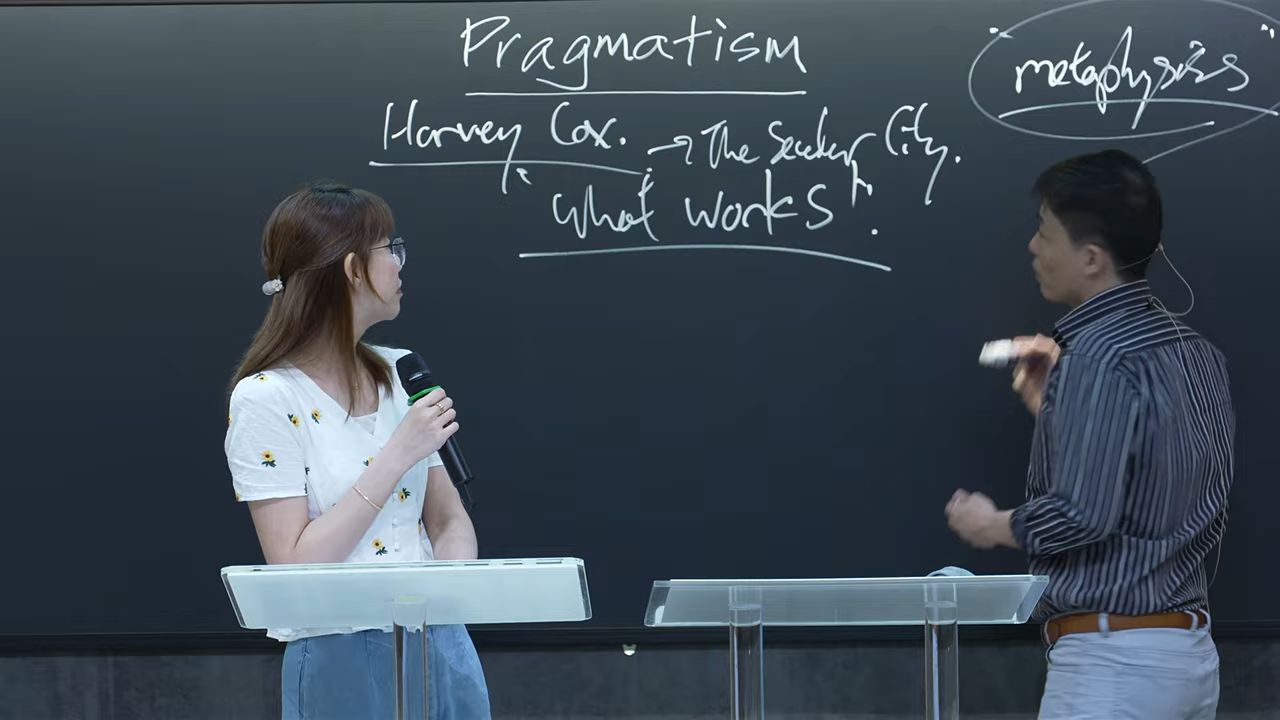 Pragmatism
"metaphysics"
Harvey Cox. → The Secular City.
"What works".